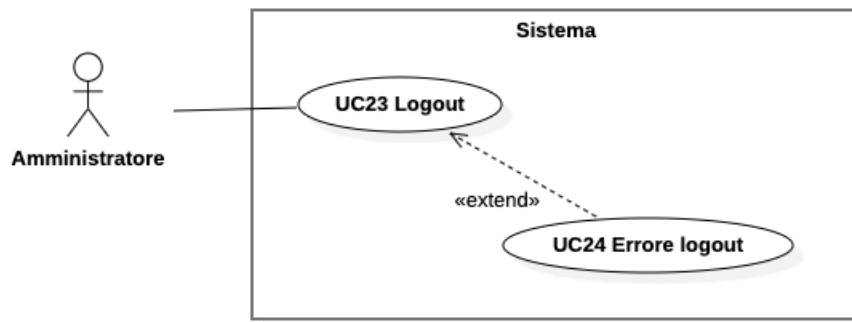 Sistema
UC23 Logout
Amministratore
«extend»
UC24 Errore logout